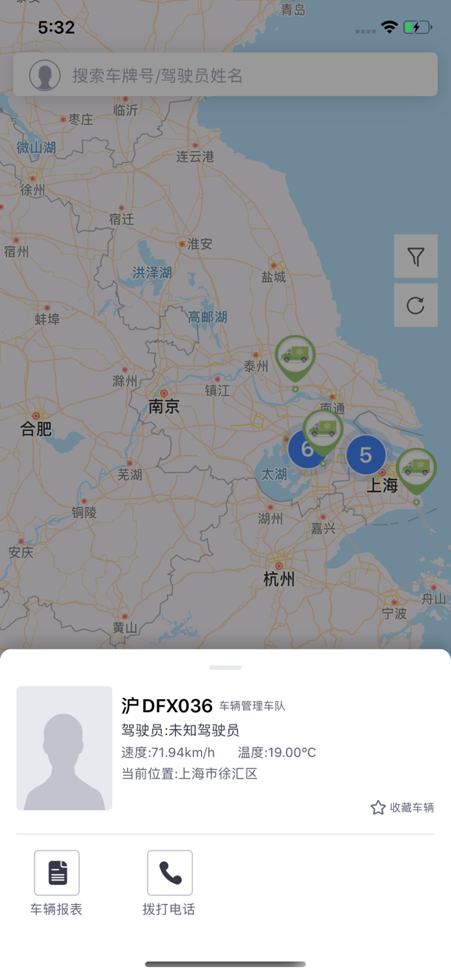 青岛
5:32
搜索车牌号/驾驶员姓名
临沂
枣庄
微山湖
连云港
徐州
宿迁
宿州
淮安
洪泽湖
盐城
高邮湖
蚌埠
泰州
滁州
镇江
南京
南通
合肥
6
5
芜湖
太湖
上海
铜陵
湖州
嘉兴
安庆
杭州
舟山
宁波
黄山
沪DFX036 车辆管理车队
驾驶员:未知驾驶员
速度:71.94km/h 温度:19.00℃
当前位置:上海市徐汇区
收藏车辆
车辆报表 拨打电话